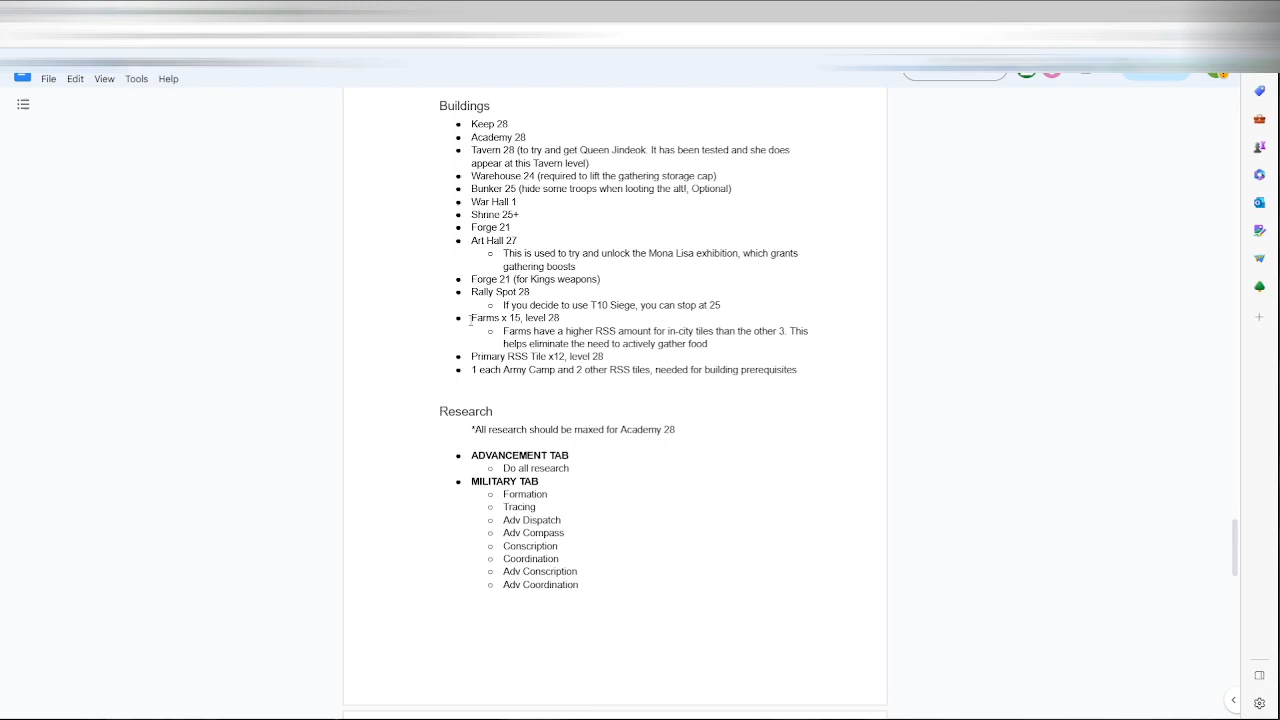 File Edit View Tools Help
Buildings
● Keep 28
● Academy 28
● Tavern 28 (to try and get Queen Jindeok. It has been tested and she does
appear at this Tavern level)
● Warehouse 24 (required to lift the gathering storage cap)
● Bunker 25 (hide some troops when looting the alt!, Optional)
● War Hall 1
● Shrine 25+
● Forge 21
● Art Hall 27
○ This is used to try and unlock the Mona Lisa exhibition, which grants
gathering boosts
● Forge 21 (for Kings weapons)
● Rally Spot 28
○ If you decide to use T10 Siege, you can stop at 25
● Farms x 15, level 28
○ Farms have a higher RSS amount for in-city tiles than the other 3. This
helps eliminate the need to actively gather food
● Primary RSS Tile x12, level 28
● 1 each Army Camp and 2 other RSS tiles, needed for building prerequisites
Research
*All research should be maxed for Academy 28
● ADVANCEMENT TAB
○ Do all research
● MILITARY TAB
○ Formation
○ Tracing
○ Adv Dispatch
○ Adv Compass
○ Conscription
○ Coordination
○ Adv Conscription
○ Adv Coordination